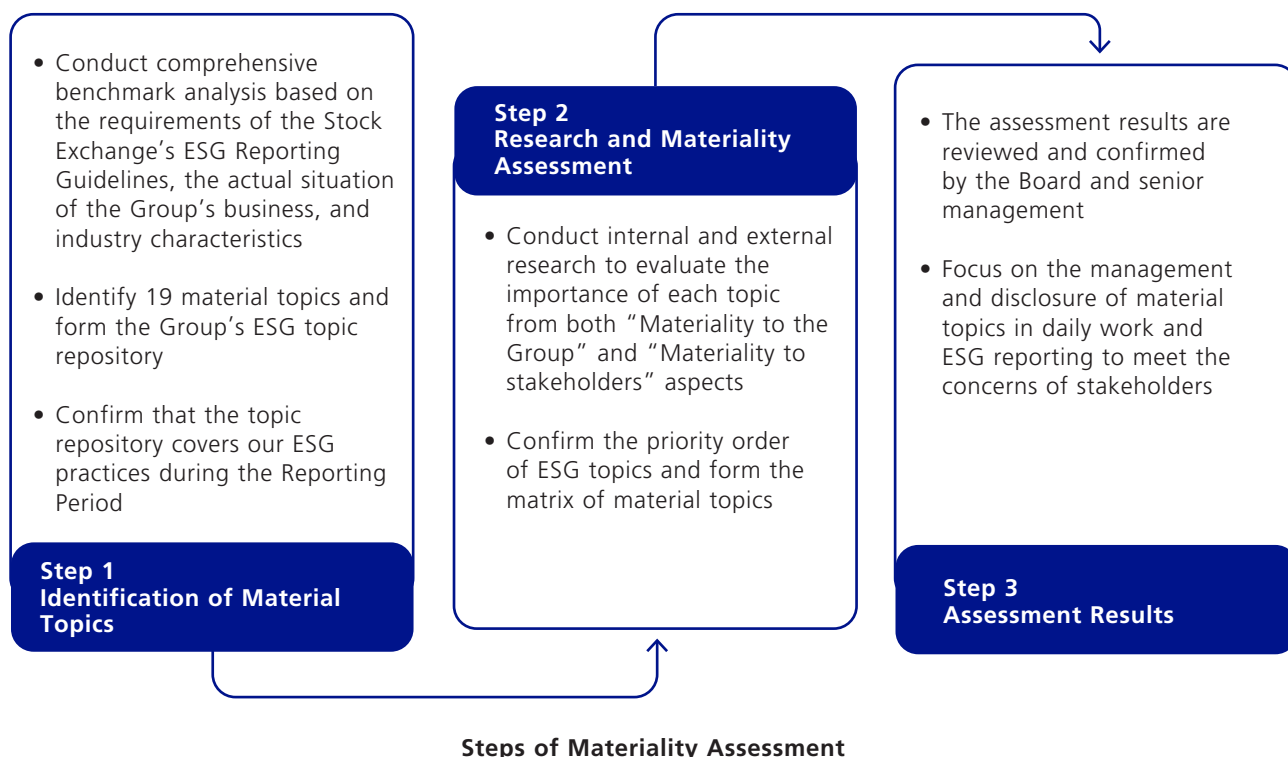 • Conduct comprehensive
benchmark analysis based on
the requirements of the Stock
Exchange's ESG Reporting
Guidelines, the actual situation
of the Group's business, and
industry characteristics
• Identify 19 material topics and
form the Group's ESG topic
repository
• Confirm that the topic
repository covers our ESG
practices during the Reporting
Period
Step 1
Identification of Material
Topics
Step 2
Research and Materiality
Assessment
• Conduct internal and external
research to evaluate the
importance of each topic
from both “Materiality to the
Group” and “Materiality to
stakeholders” aspects
• Confirm the priority order
of ESG topics and form the
matrix of material topics
• The assessment results are
reviewed and confirmed
by the Board and senior
management
• Focus on the management
and disclosure of material
topics in daily work and
ESG reporting to meet the
concerns of stakeholders
Step 3
Assessment Results
Steps of Materiality Assessment